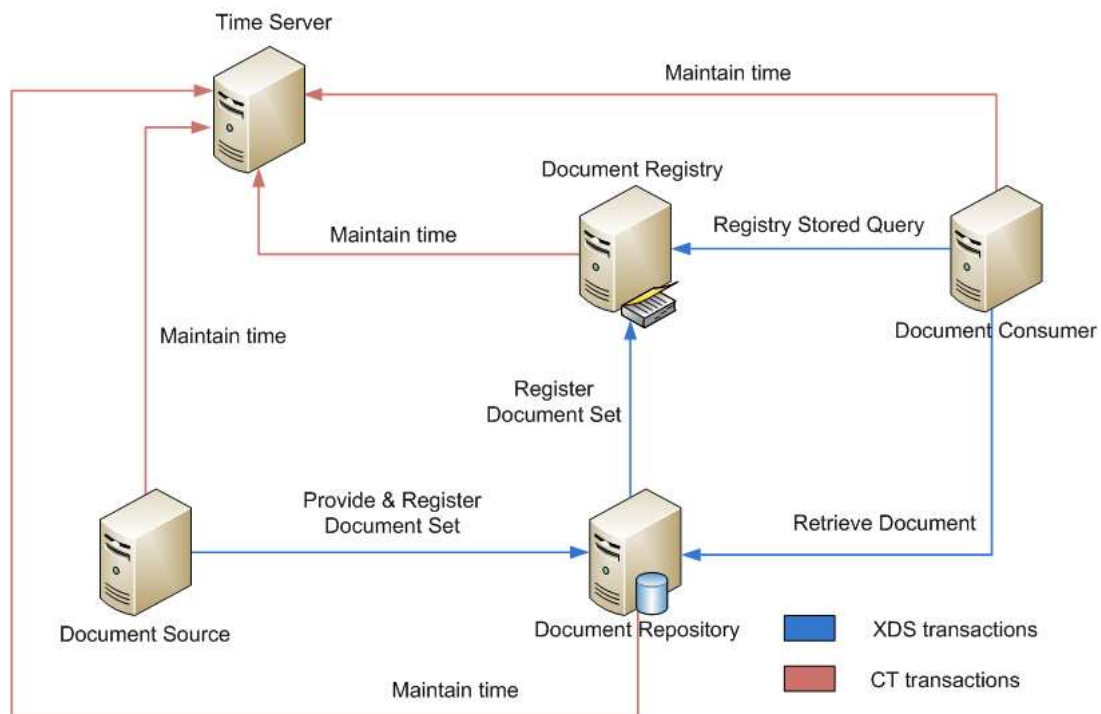 Time Server
Maintain time
Document Registry
Registry Stored Query
Maintain time
Maintain time
Document Consumer
Register
Document Set
Provide & Register
Document Set
Retrieve Document
Document Source
Document Repository
XDS transactions
CT transactions
Maintain time